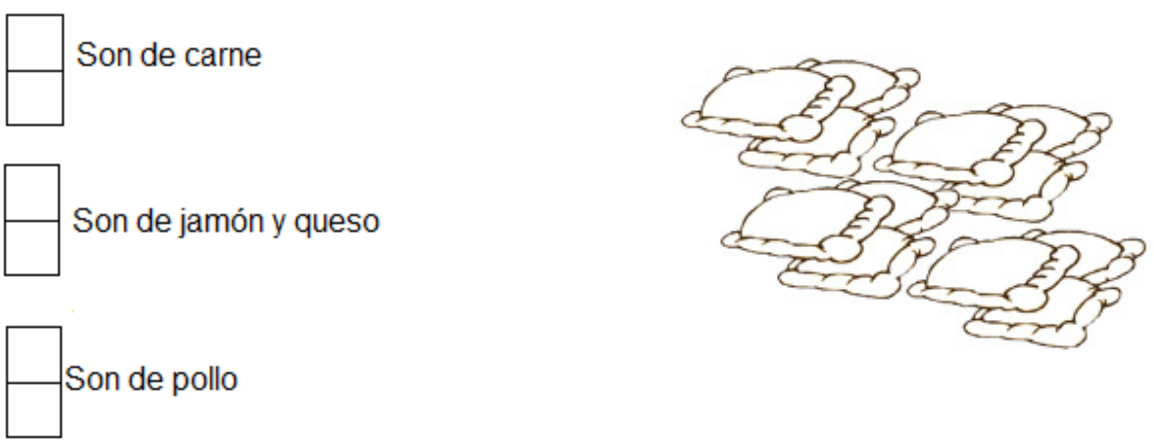 Son de carne
Son de jamón y queso
Son de pollo